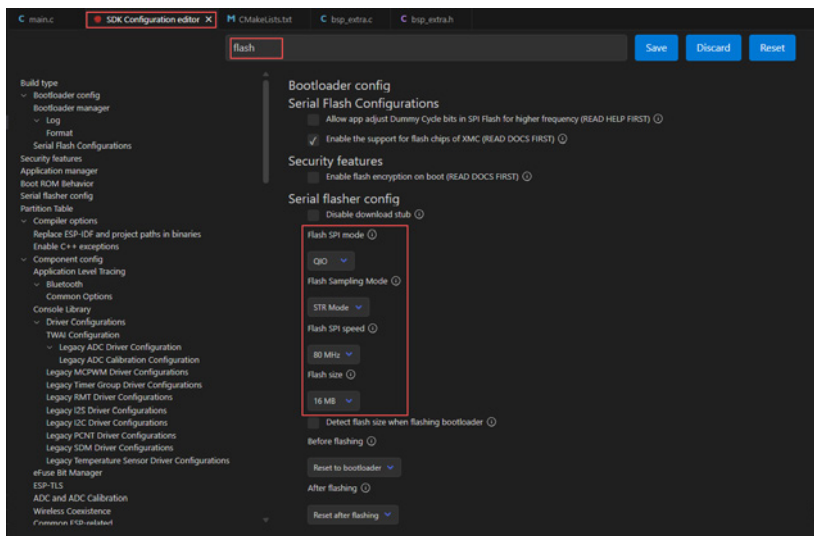 main.c
SDK Configuration editor
CMakeLists.txt
bsp_extra.c
bsp_extra.h
flash
Save
Discard
Reset
Build type
Bootloader config
Bootloader manager
Log
Format
Serial Flash Configurations
Security features
Application manager
Boot ROM Behavior
Serial flasher config
Partition Table
Compiler options
Replace ESP-IDF and project paths in binaries
Enable C++ exceptions
Component config
Application Level Tracing
Bluetooth
Common Options
Console Library
Driver Configurations
TWAI Configuration
Legacy ADC Driver Configuration
Legacy ADC Calibration Configuration
Legacy MCPWM Driver Configurations
Legacy Timer Group Driver Configurations
Legacy RMT Driver Configurations
Legacy I2S Driver Configurations
Legacy I2C Driver Configurations
Legacy PCNT Driver Configurations
Legacy SDM Driver Configurations
Legacy Temperature Sensor Driver Configurations
eFuse Bit Manager
ESP-TLS
ADC and ADC Calibration
Wireless Coexistence
Common ESP-related
Bootloader config
Serial Flash Configurations
Allow app adjust Dummy Cycle bits in SPI Flash for higher frequency (READ HELP FIRST)
Enable the support for flash chips of XMC (READ DOCS FIRST)
Security features
Enable flash encryption on boot (READ DOCS FIRST)
Serial flasher config
Disable download stub
Flash SPI mode
QIO
Flash Sampling Mode
STR Mode
Flash SPI speed
80 MHz
Flash size
16 MB
Detect flash size when flashing bootloader
Before flashing
Reset to bootloader
After flashing
Reset after flashing